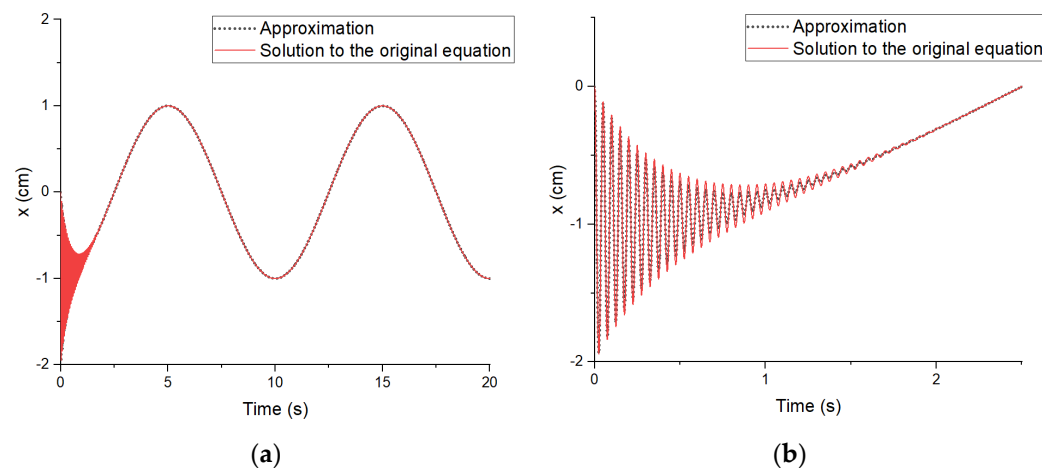 Approximation
Solution to the original equation
x (cm)
2
1
0
-1
-2
0 5 10 15 20
Time (s)
(a)
Approximation
Solution to the original equation
x (cm)
0
-1
-2
0 1 2
Time (s)
(b)